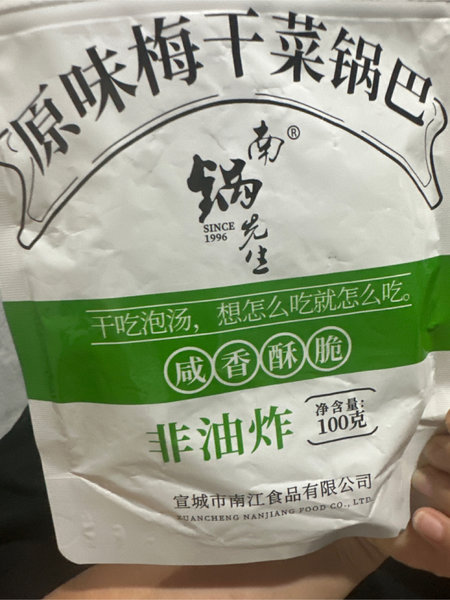 原味梅干菜锅巴
南锅先生®
SINCE
1996
干吃泡汤，想怎么吃就怎么吃。
咸香酥脆
非油炸
净含量：
100克
宣城市南江食品有限公司
XUANCHENG NANJIANG FOOD CO., LTD.